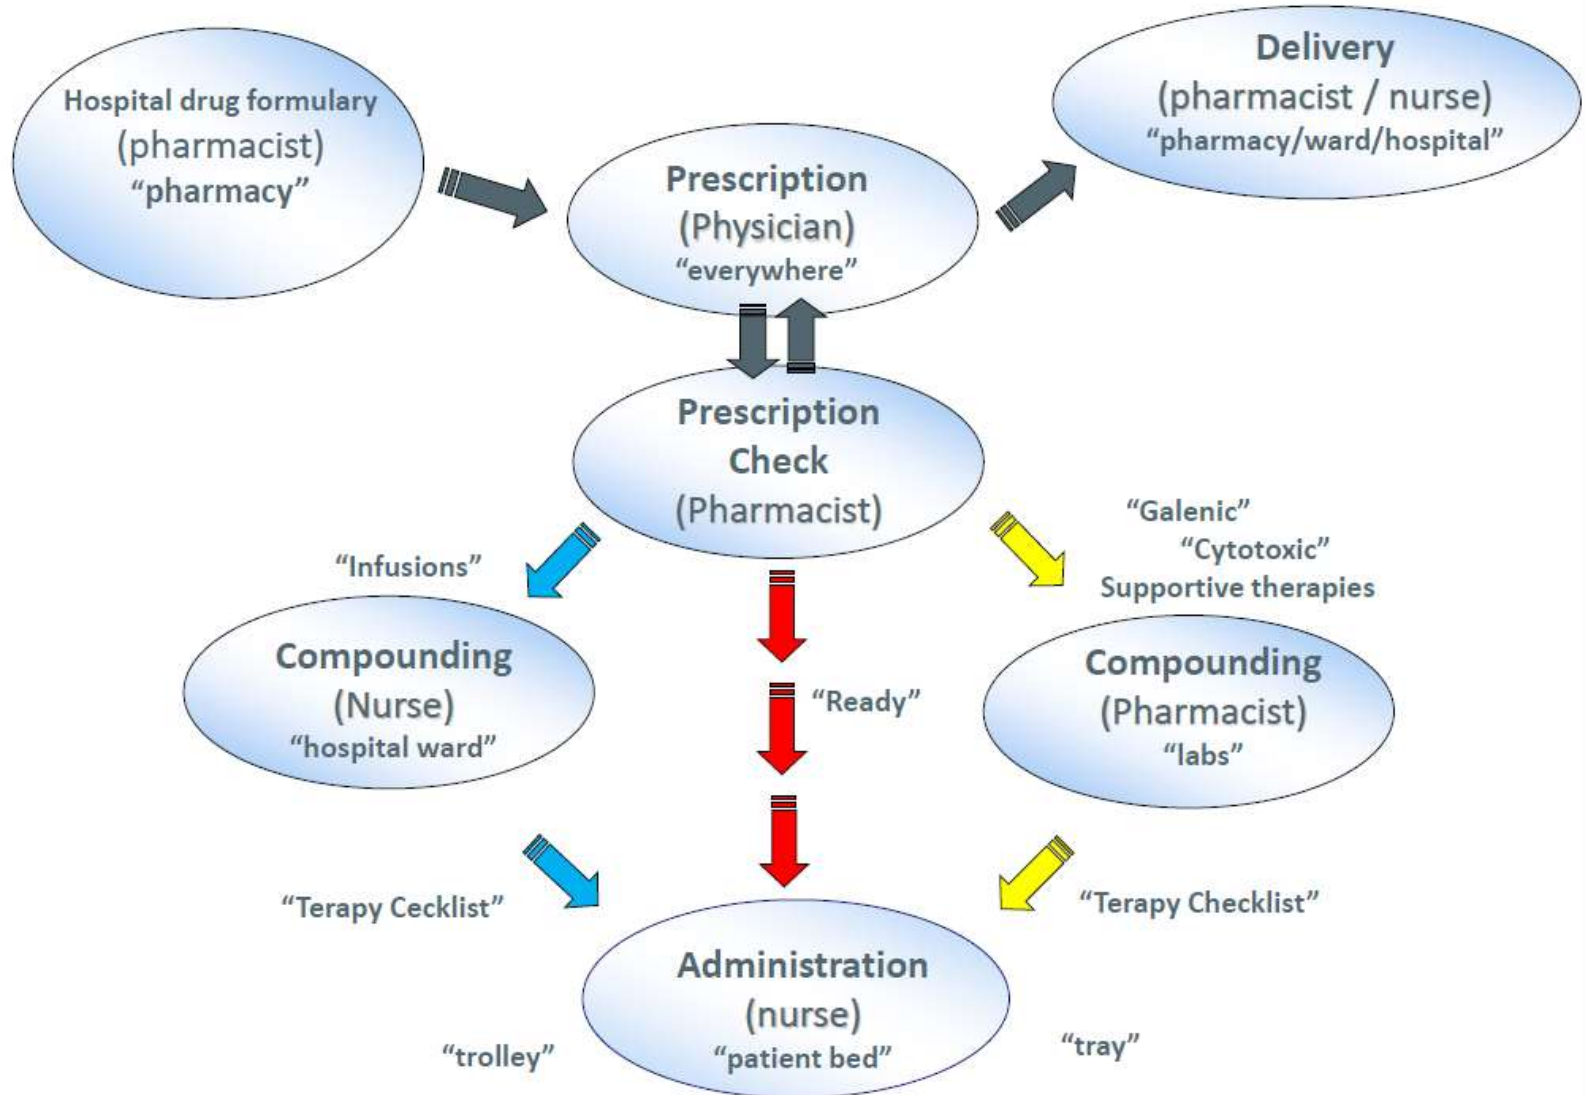 Hospital drug formulary
(pharmacist)
“pharmacy”
Delivery
(pharmacist / nurse)
“pharmacy/ward/hospital”
Prescription
(Physician)
“everywhere”
Prescription
Check
(Pharmacist)
“Infusions”
“Galenic”
“Cytotoxic”
Supportive therapies
Compounding
(Nurse)
“hospital ward”
“Ready”
Compounding
(Pharmacist)
“labs”
“Terapy Cecklist”
“Terapy Checklist”
Administration
(nurse)
“patient bed”
“trolley”
“tray”